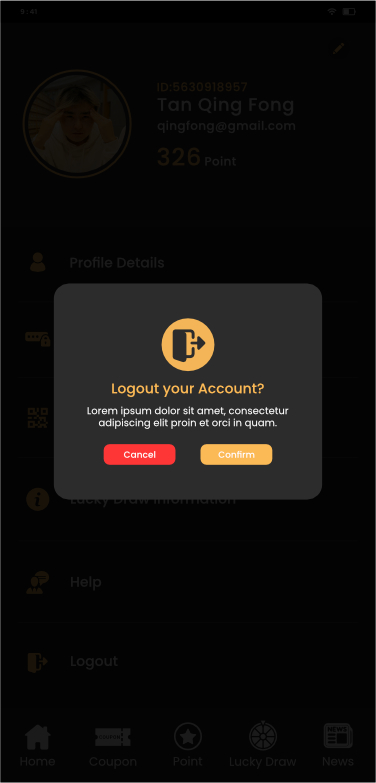 9:41
ID:5630918957
Tan Qing Fong
qingfong@gmail.com
326 Point
Profile Details
Logout your Account?
Lorem ipsum dolor sit amet, consectetur
adipiscing elit proin et orci in quam.
Cancel Confirm
Lucky Draw Information
Help
Logout
NEWS
Home Coupon Point Lucky Draw News